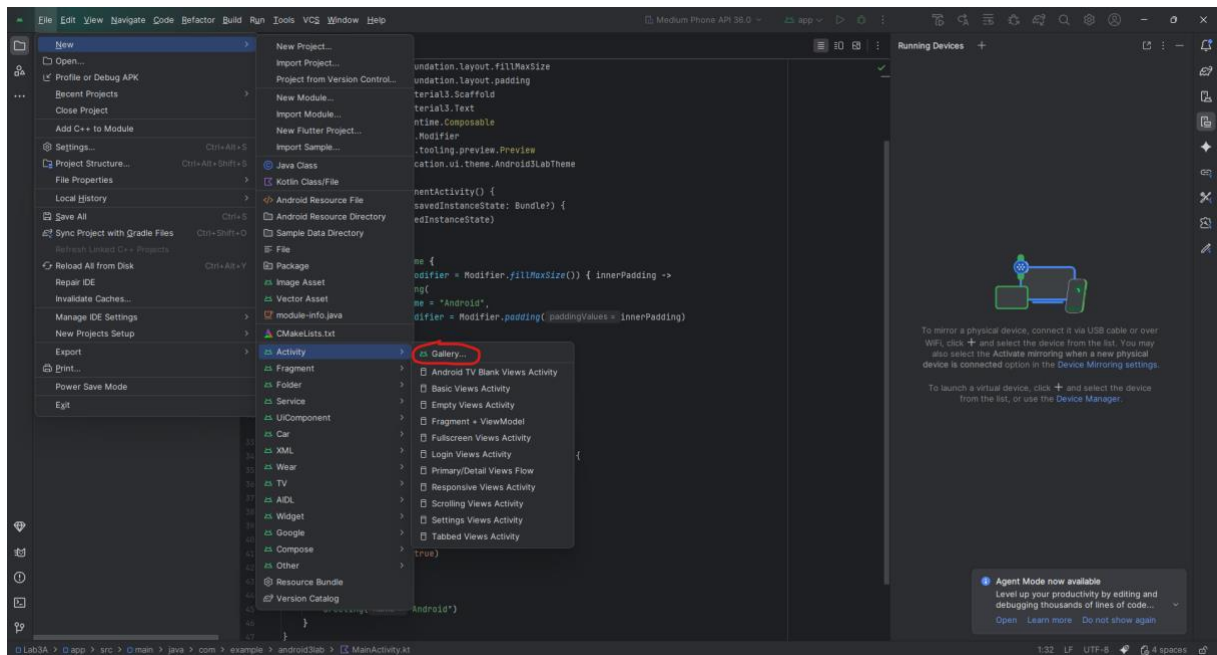 File Edit View Navigate Code Refactor Build Run Tools VCS Window Help
Medium Phone API 36.0
app
New
Open...
Profile or Debug APK
Recent Projects
Close Project
Add C++ to Module
Settings... Ctrl+Alt+S
Project Structure... Ctrl+Alt+Shift+S
File Properties
Local History
Save All Ctrl+S
Sync Project with Gradle Files Ctrl+Shift+O
Refresh Linked C++ Projects
Reload All from Disk Ctrl+Alt+Y
Repair IDE
Invalidate Caches...
Manage IDE Settings
New Projects Setup
Export
Print...
Power Save Mode
Exit
New Project...
Import Project...
Project from Version Control...
New Module...
Import Module...
New Flutter Project...
Import Sample...
Java Class
Kotlin Class/File
Android Resource File
Android Resource Directory
Sample Data Directory
File
Package
Image Asset
Vector Asset
module-info.java
CMakeLists.txt
Activity
Fragment
Folder
Service
UiComponent
Car
XML
Wear
TV
AIDL
Widget
Google
Compose
Other
Resource Bundle
Version Catalog
Gallery...
Android TV Blank Views Activity
Basic Views Activity
Empty Views Activity
Fragment + ViewModel
Fullscreen Views Activity
Login Views Activity
Primary/Detail Views Flow
Responsive Views Activity
Scrolling Views Activity
Settings Views Activity
Tabbed Views Activity
undation.layout.fillMaxSize
undation.layout.padding
terial3.Scaffold
terial3.Text
ntime.Composable
.Modifier
.tooling.preview.Preview
cation.ui.theme.Android3LabTheme
nentActivity() {
savedInstanceState: Bundle?) {
edInstanceState)
me {
odifier = Modifier.fillMaxSize()) { innerPadding ->
ng(
me = "Android",
difier = Modifier.padding( paddingValues = innerPadding)
{
true)
Android")
}
}
Running Devices
To mirror a physical device, connect it via USB cable or over
WiFi, click + and select the device from the list. You may
also select the Activate mirroring when a new physical
device is connected option in the Device Mirroring settings.
To launch a virtual device, click + and select the device
from the list, or use the Device Manager.
Agent Mode now available
Level up your productivity by editing and
debugging thousands of lines of code...
Open Learn more Do not show again
Lab3A > app > src > main > java > com > example > android3lab > MainActivity.kt
1:32 LF UTF-8 4 spaces